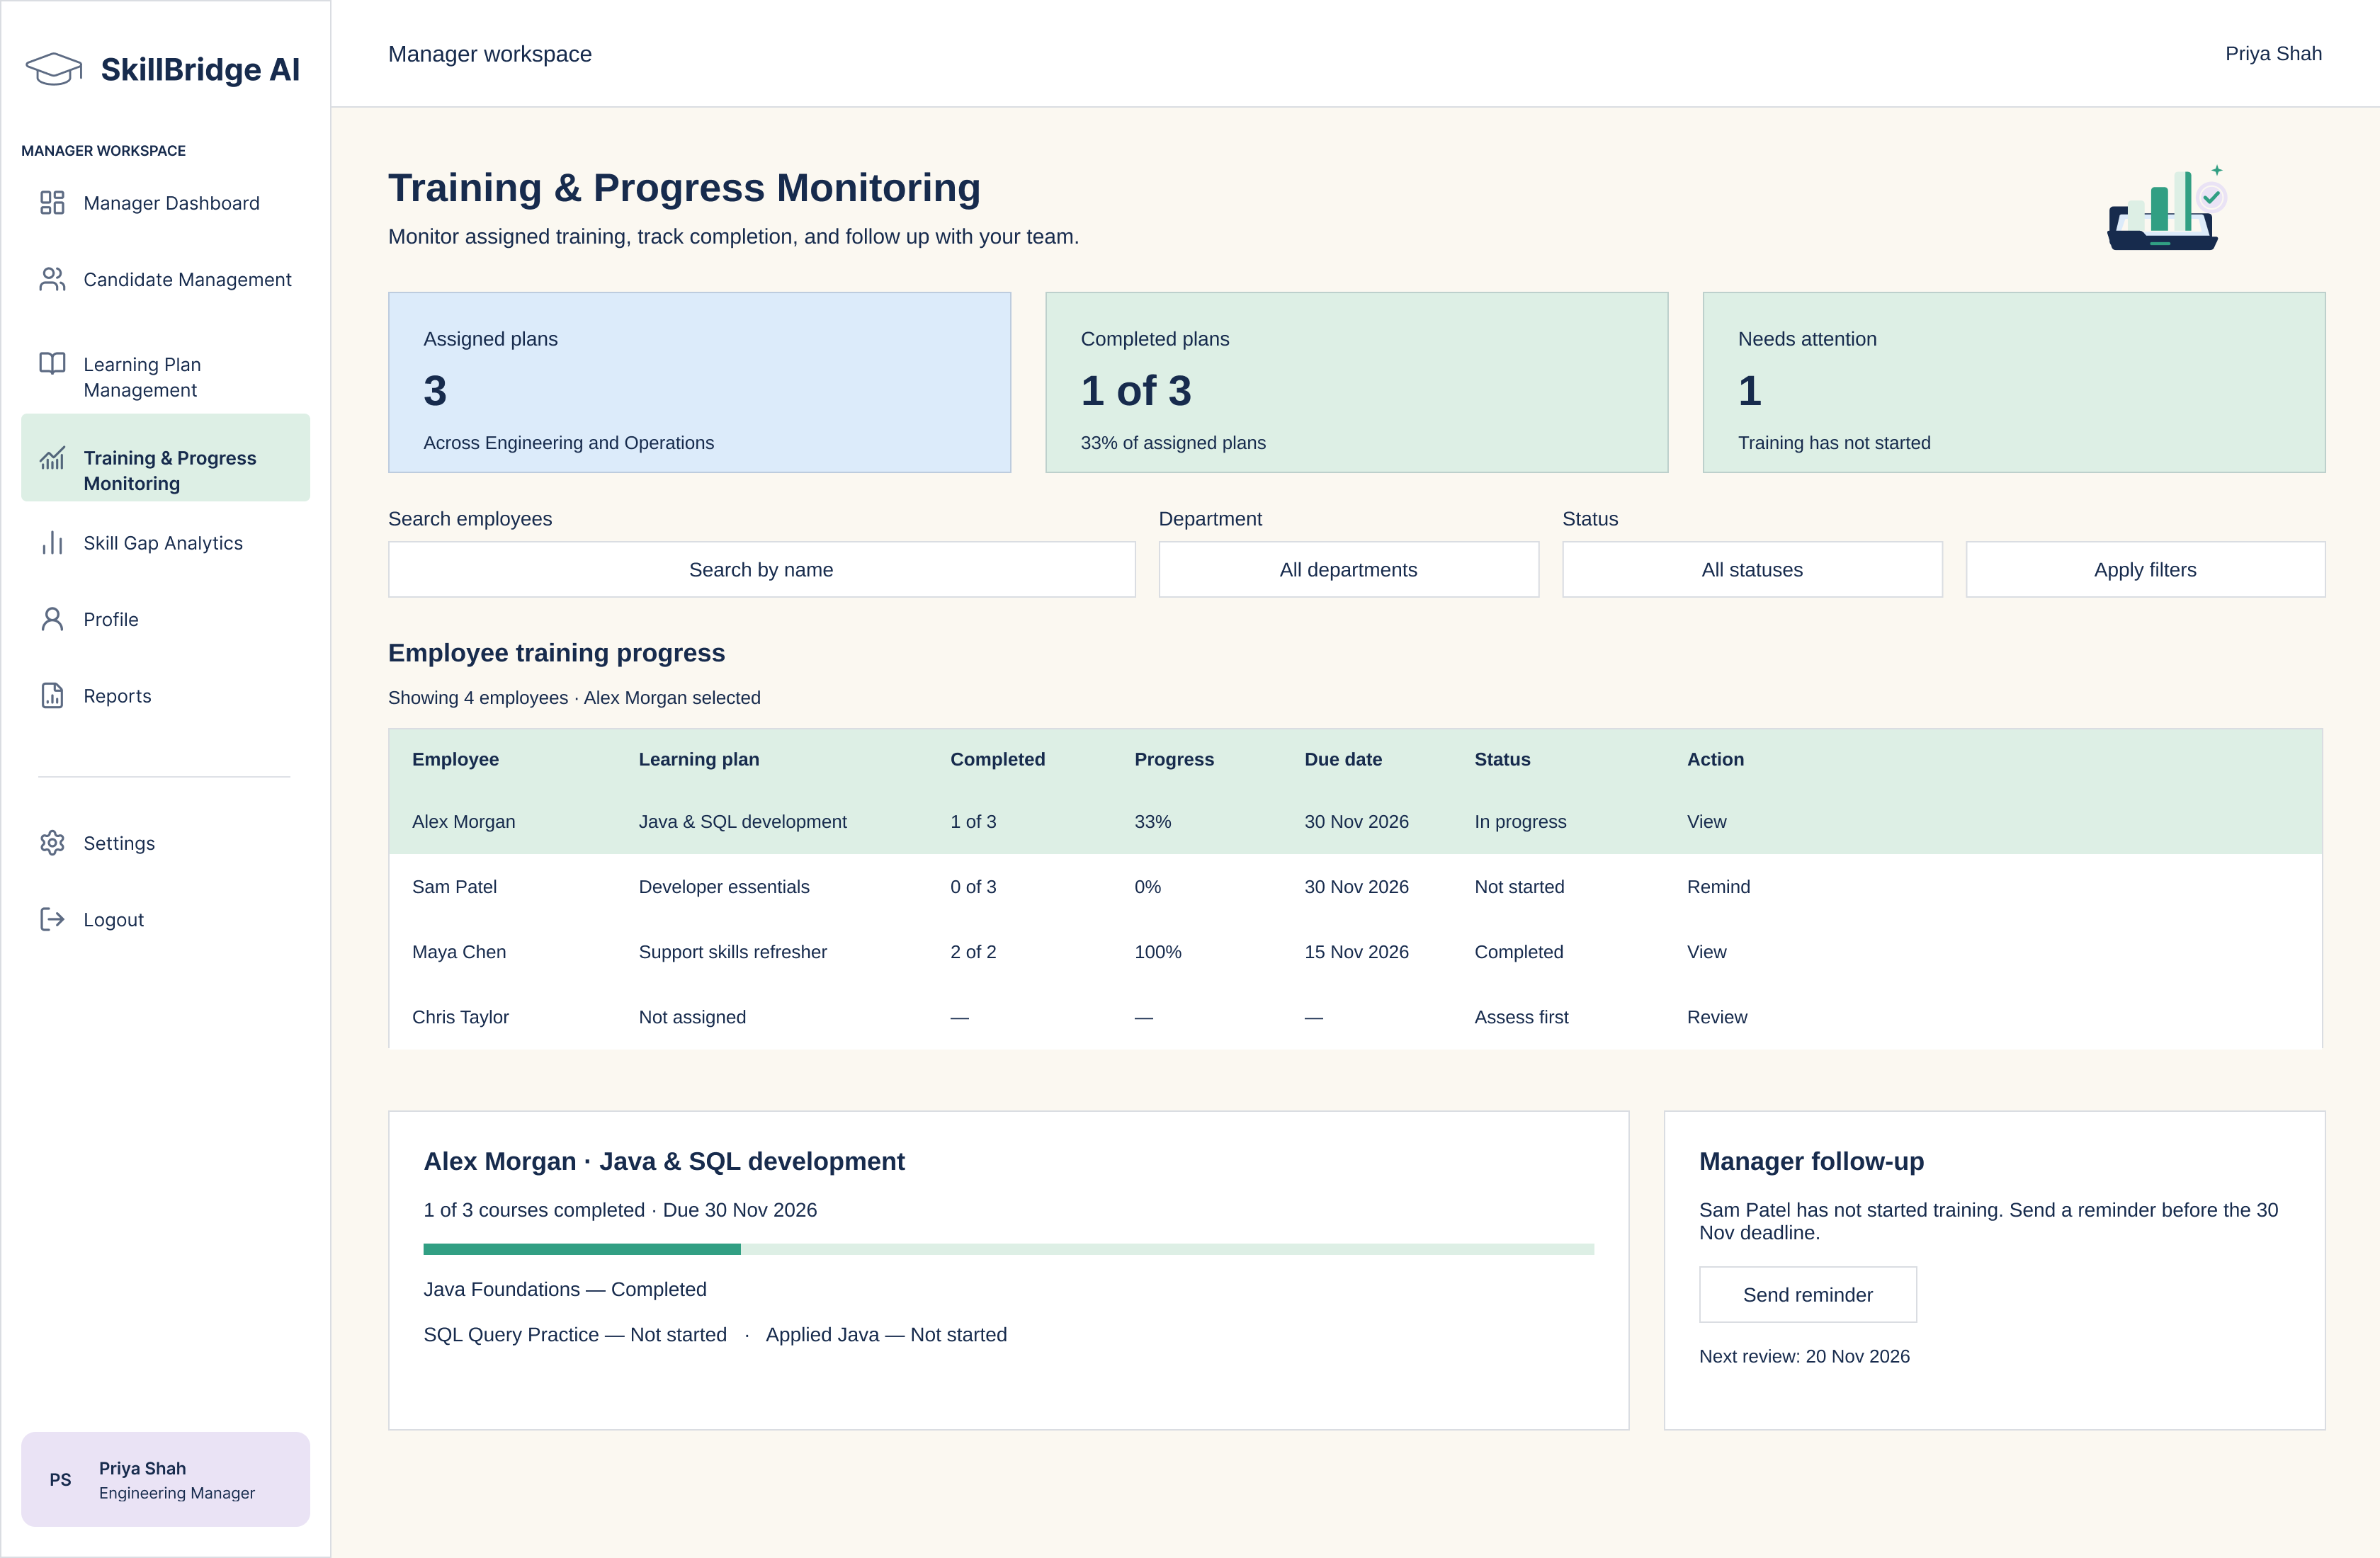 SkillBridge AI
MANAGER WORKSPACE
Manager Dashboard
Candidate Management
Learning Plan
Management
Training & Progress
Monitoring
Skill Gap Analytics
Profile
Reports
Settings
Logout
PS
Priya Shah
Engineering Manager
Manager workspace
Priya Shah
Training & Progress Monitoring
Monitor assigned training, track completion, and follow up with your team.
Assigned plans
3
Across Engineering and Operations
Completed plans
1 of 3
33% of assigned plans
Needs attention
1
Training has not started
Search employees
Search by name
Department
All departments
Status
All statuses
Apply filters
Employee training progress
Showing 4 employees · Alex Morgan selected
Employee Learning plan Completed Progress Due date Status Action
Alex Morgan Java & SQL development 1 of 3 33% 30 Nov 2026 In progress View
Sam Patel Developer essentials 0 of 3 0% 30 Nov 2026 Not started Remind
Maya Chen Support skills refresher 2 of 2 100% 15 Nov 2026 Completed View
Chris Taylor Not assigned — — — Assess first Review
Alex Morgan · Java & SQL development
1 of 3 courses completed · Due 30 Nov 2026
Java Foundations — Completed
SQL Query Practice — Not started · Applied Java — Not started
Manager follow-up
Sam Patel has not started training. Send a reminder before the 30
Nov deadline.
Send reminder
Next review: 20 Nov 2026